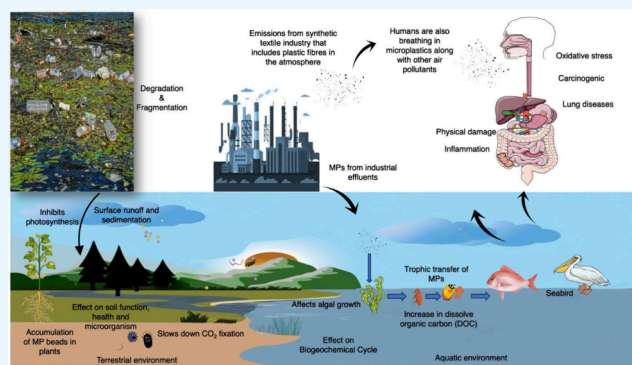 Emissions from synthetic
textile industry that
includes plastic fibres in
the atmosphere
Humans are also
breathing in
microplastics along
with other air
pollutants
Oxidative stress
Carcinogenic
Lung diseases
Physical damage
Inflammation
Degradation
&
Fragmentation
MPs from industrial
effluents
Inhibits
photosynthesis
Surface runoff and
sedimentation
Effect on soil function,
health and
microorganism
Accumulation
of MP beads in
plants
Slows down CO2 fixation
Terrestrial environment
Affects algal growth
Trophic transfer of
MPs
Increase in dissolve
organic carbon (DOC)
Seabird
Effect on
Biogeochemical Cycle
Aquatic environment